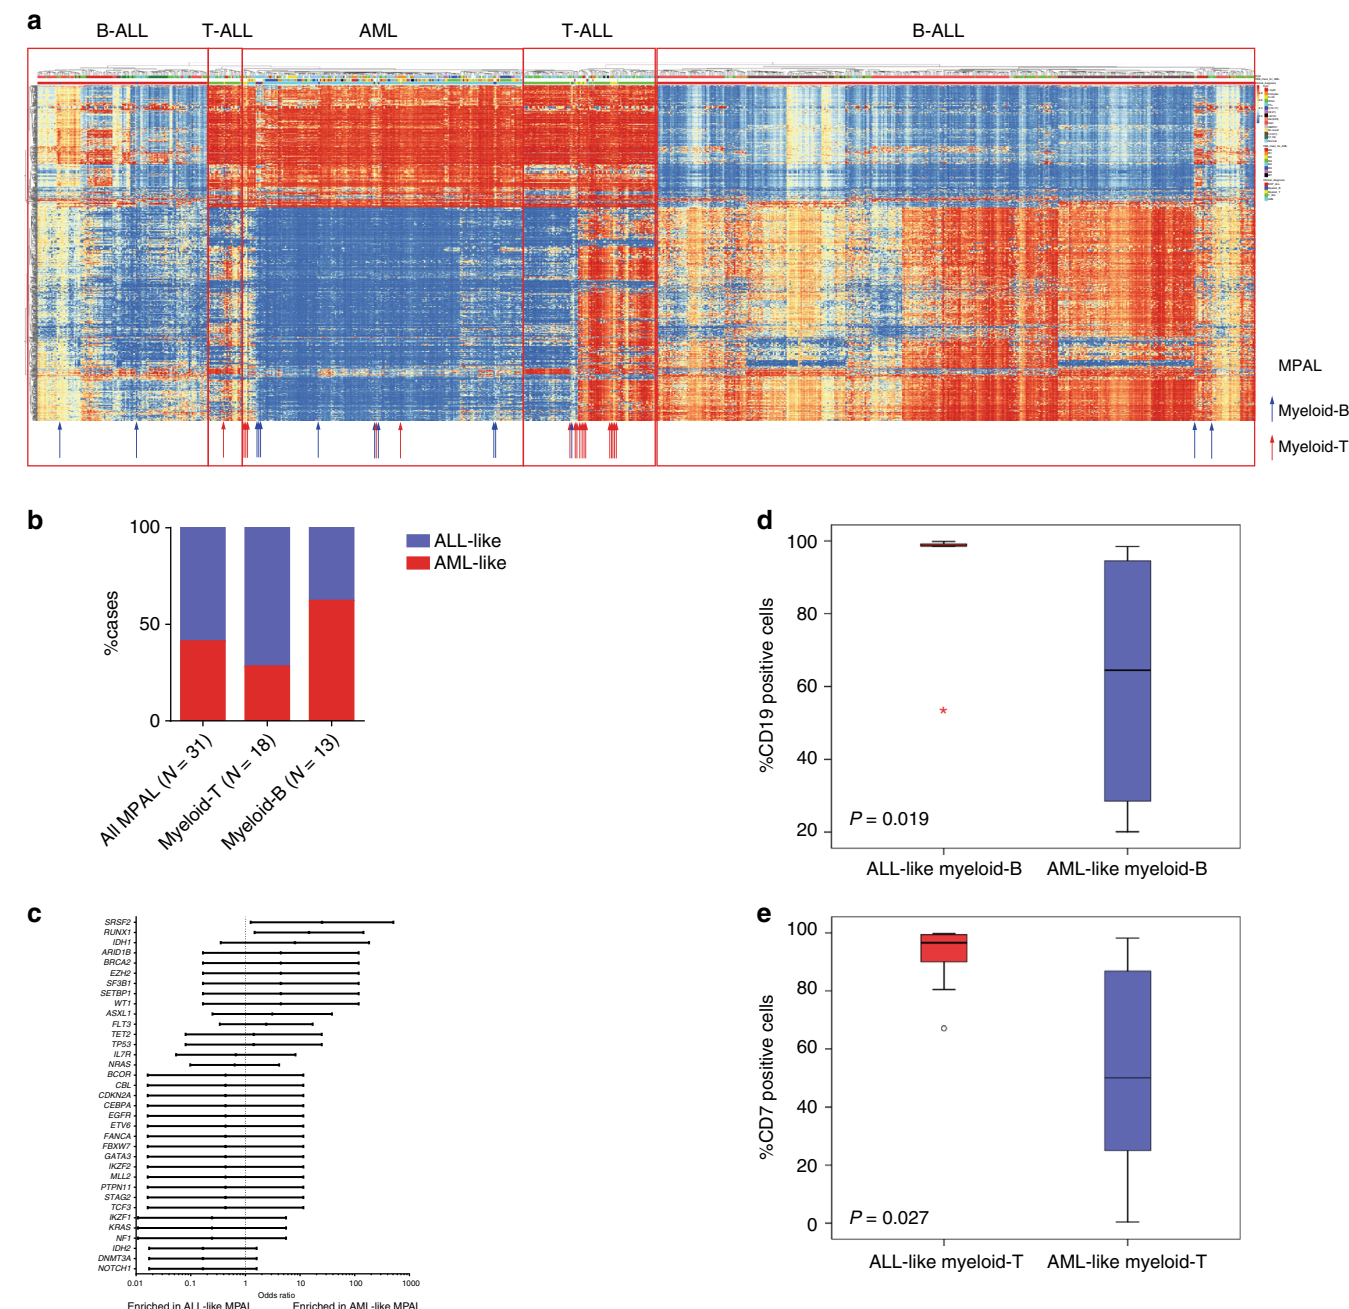 a
B-ALL T-ALL AML T-ALL B-ALL
MPAL
Myeloid-B
Myeloid-T
b
100
50
0
%cases
ALL-like
AML-like
All MPAL (N = 31)
Myeloid-T (N = 18)
Myeloid-B (N = 13)
c
SRSF2
RUNX1
IDH1
ARID1B
BRCA2
EZH2
SF3B1
SETBP1
WT1
ASXL1
FLT3
TET2
TP53
IL7R
NRAS
BCOR
CBL
CDKN2A
CEBPA
EGFR
ETV6
FANCA
FBXW7
GATA3
IKZF2
MLL2
PTPN11
STAG2
TCF3
IKZF1
KRAS
NF1
IDH2
DNMT3A
NOTCH1
0.01 0.1 1 10 100 1000
Odds ratio
Enriched in ALL-like MPAL Enriched in AML-like MPAL
d
100
80
60
40
20
%CD19 positive cells
P = 0.019
ALL-like myeloid-B AML-like myeloid-B
e
100
80
60
40
20
0
%CD7 positive cells
P = 0.027
ALL-like myeloid-T AML-like myeloid-T